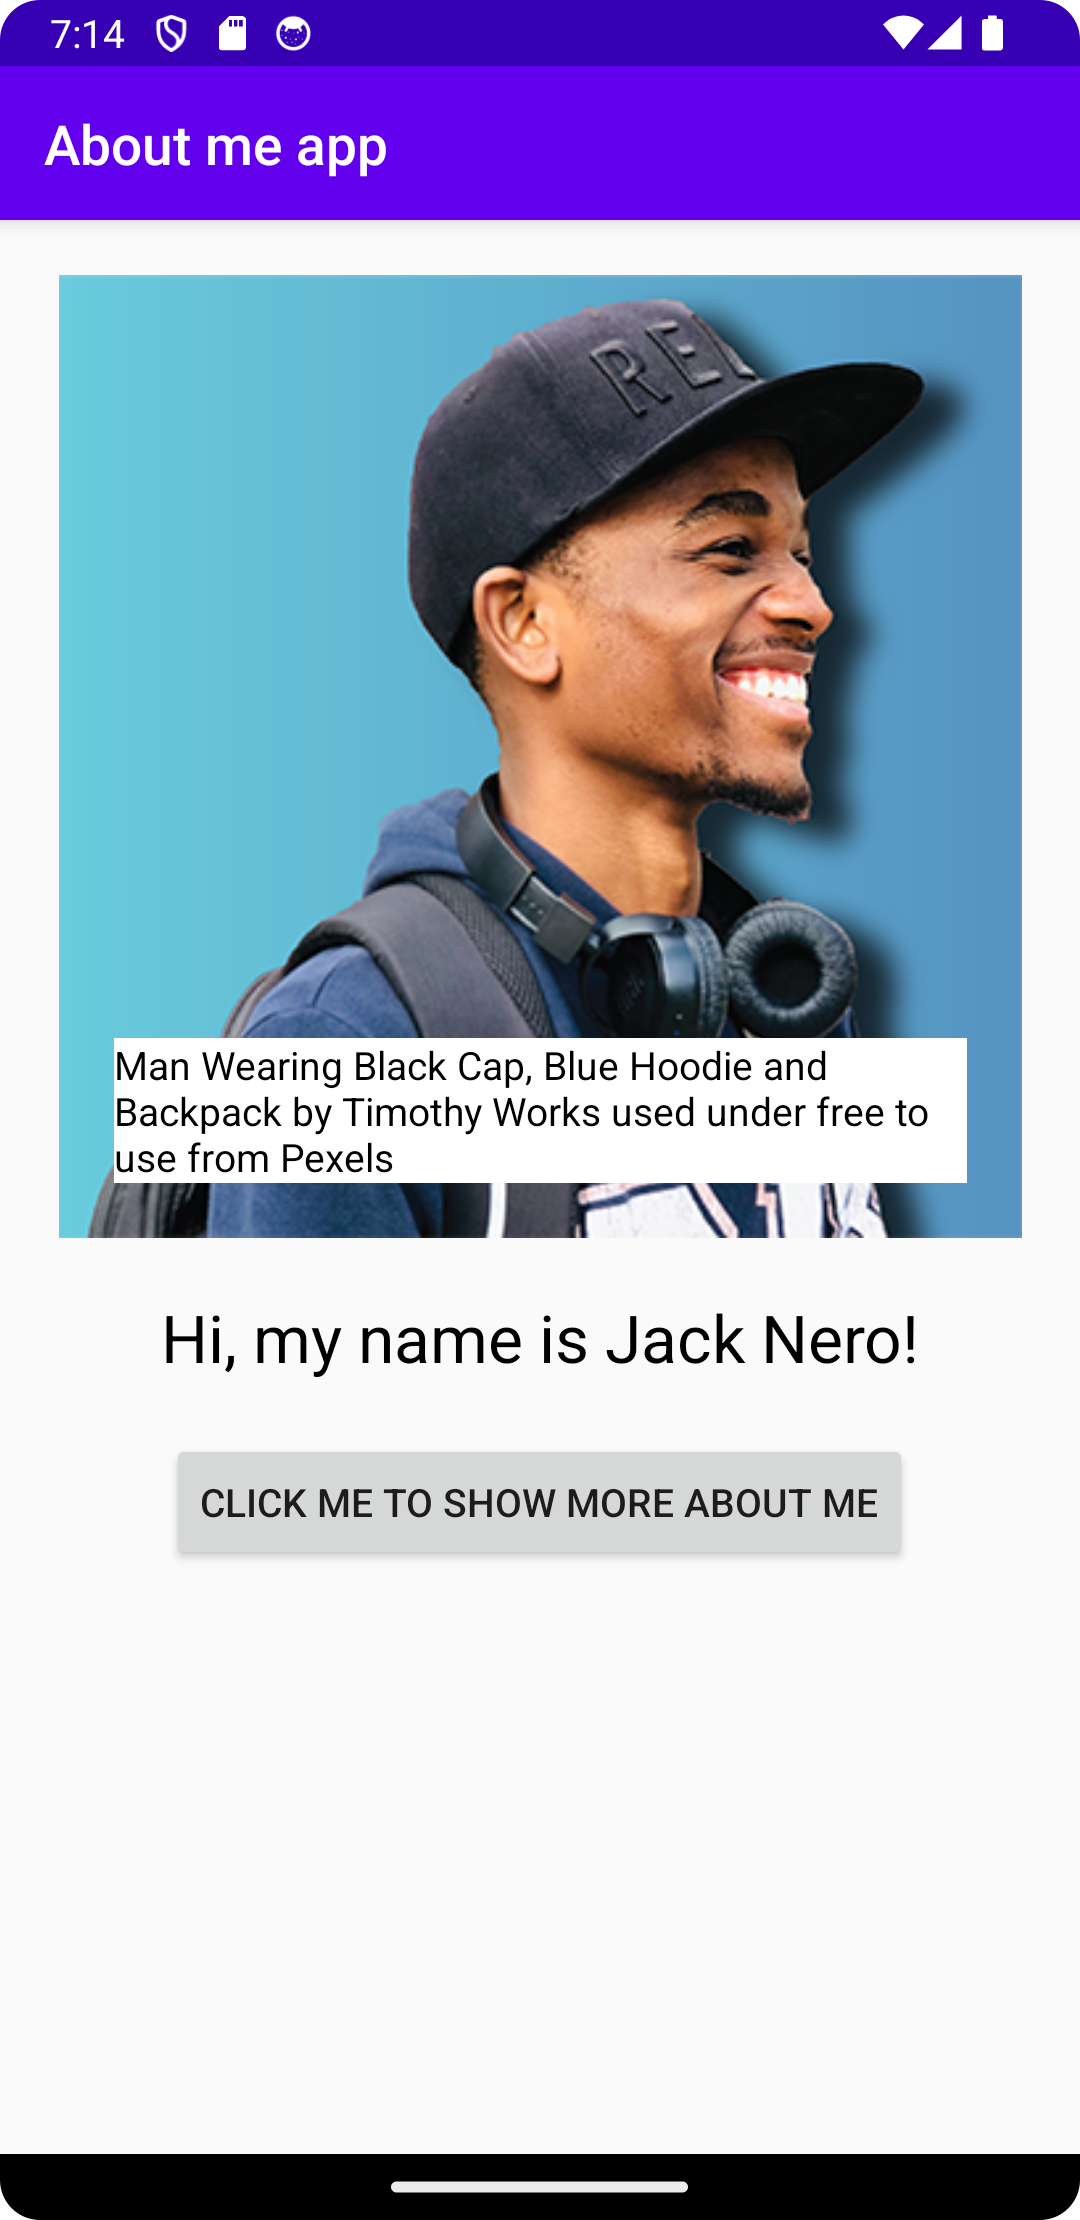 7:14
About me app
RE
Man Wearing Black Cap, Blue Hoodie and
Backpack by Timothy Works used under free to
use from Pexels
Hi, my name is Jack Nero!
CLICK ME TO SHOW MORE ABOUT ME